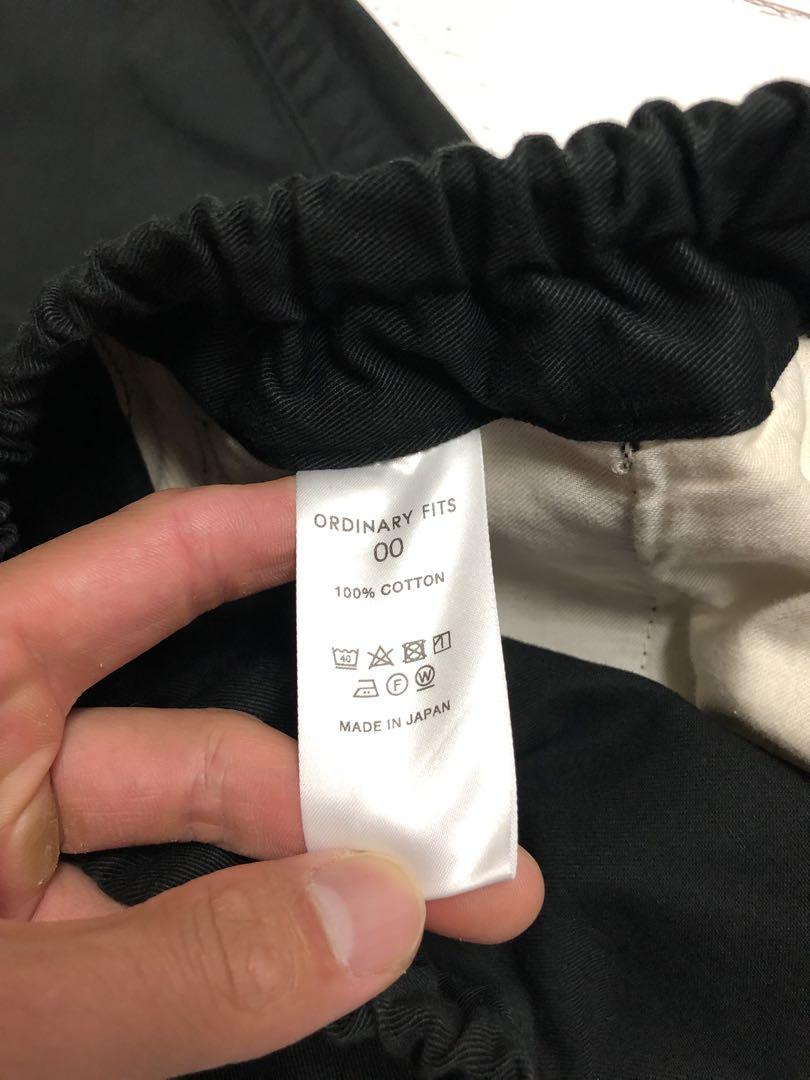 ORDINARY FITS
00
100% COTTON
40
F W
MADE IN JAPAN